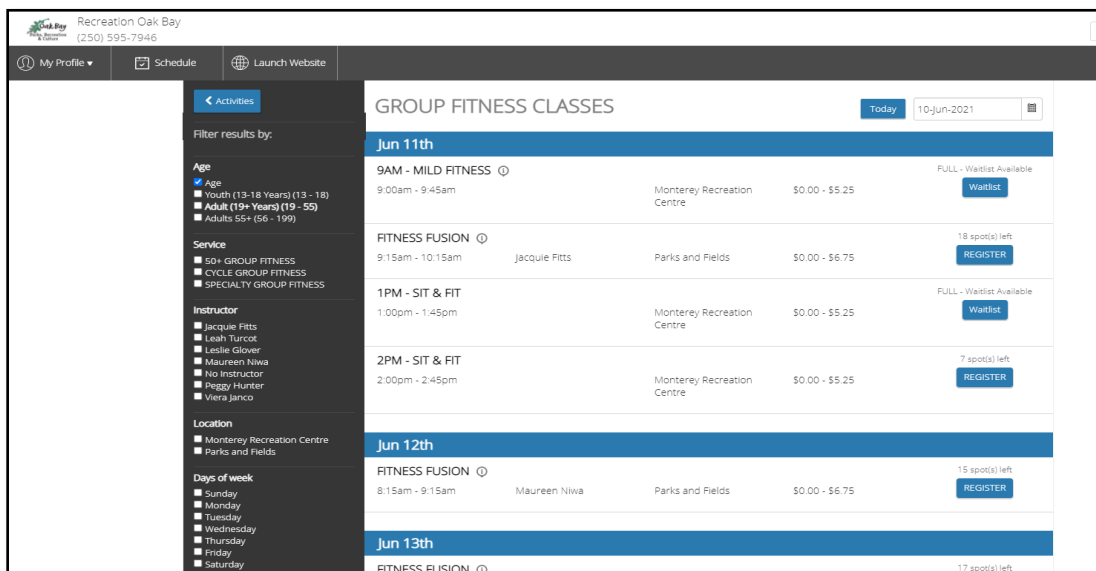 Oak Bay
Parks, Recreation
& Culture
Recreation Oak Bay
(250) 595-7946
My Profile ▾
Schedule
Launch Website
Activities
Filter results by:
Age
Age
Youth (13-18 Years) (13 - 18)
Adult (19+ Years) (19 - 55)
Adults 55+ (56 - 199)
Service
50+ GROUP FITNESS
CYCLE GROUP FITNESS
SPECIALTY GROUP FITNESS
Instructor
Jacquie Fitts
Leah Turcot
Leslie Glover
Maureen Niwa
No Instructor
Peggy Hunter
Viera Janco
Location
Monterey Recreation Centre
Parks and Fields
Days of week
Sunday
Monday
Tuesday
Wednesday
Thursday
Friday
Saturday
GROUP FITNESS CLASSES
Today
10-Jun-2021
Jun 11th
9AM - MILD FITNESS
FULL - Waitlist Available
9:00am - 9:45am Monterey Recreation $0.00 - $5.25 Waitlist
Centre
FITNESS FUSION
18 spot(s) left
9:15am - 10:15am Jacquie Fitts Parks and Fields $0.00 - $6.75 REGISTER
1PM - SIT & FIT
FULL - Waitlist Available
1:00pm - 1:45pm Monterey Recreation $0.00 - $5.25 Waitlist
Centre
2PM - SIT & FIT
7 spot(s) left
2:00pm - 2:45pm Monterey Recreation $0.00 - $5.25 REGISTER
Centre
Jun 12th
FITNESS FUSION
15 spot(s) left
8:15am - 9:15am Maureen Niwa Parks and Fields $0.00 - $6.75 REGISTER
Jun 13th
FITNESS FUSION
17 spot(s) left